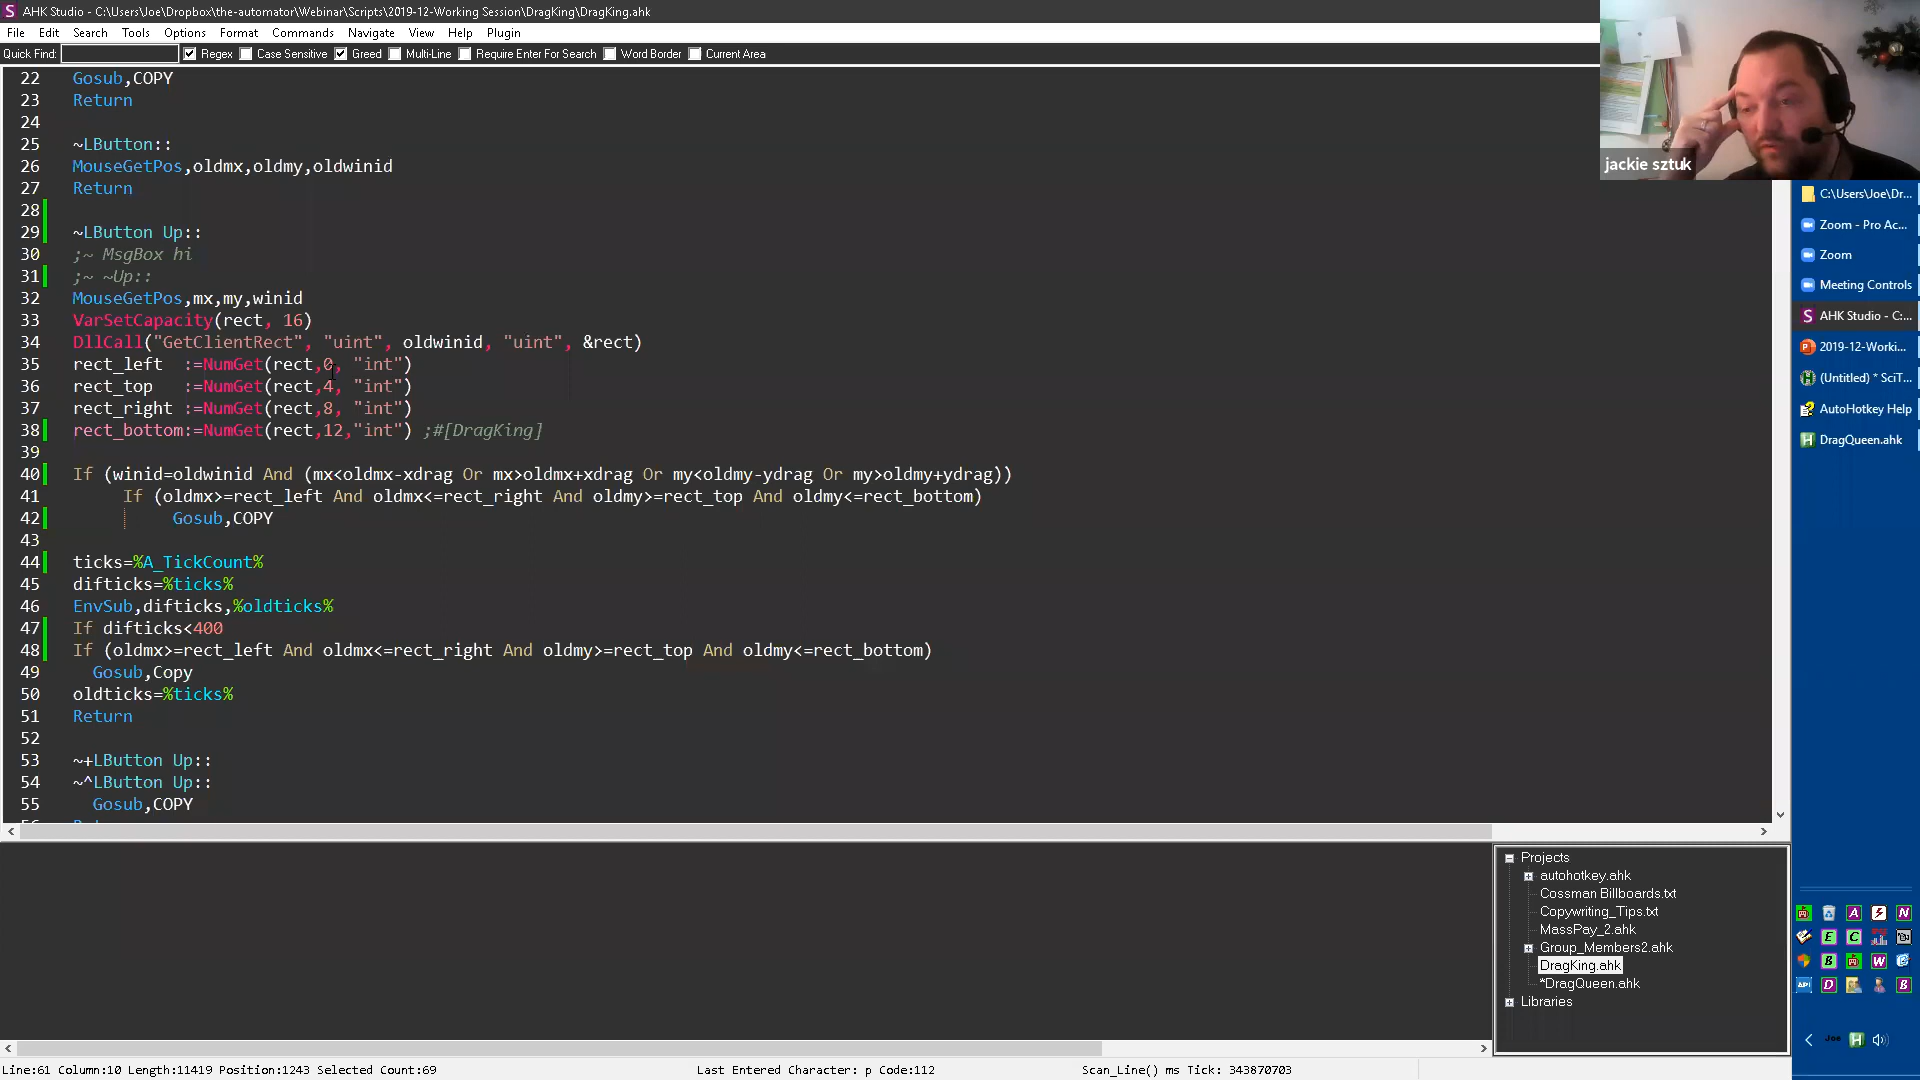 AHK Studio - C:\Users\Joe\Dropbox\the-automator\Webinar\Scripts\2019-12-Working Session\DragKing\DragKing.ahk
File Edit Search Tools Options Format Commands Navigate View Help Plugin
Quick Find: Regex Case Sensitive Greed Multi-Line Require Enter For Search Word Border Current Area
22 Gosub,COPY
23 Return
24
25 ~LButton::
26 MouseGetPos,oldmx,oldmy,oldwinid
27 Return
28
29 ~LButton Up::
30 ;~ MsgBox hi
31 ;~ ~Up::
32 MouseGetPos,mx,my,winid
33 VarSetCapacity(rect, 16)
34 DllCall("GetClientRect", "uint", oldwinid, "uint", &rect)
35 rect_left :=NumGet(rect,0, "int")
36 rect_top :=NumGet(rect,4, "int")
37 rect_right :=NumGet(rect,8, "int")
38 rect_bottom:=NumGet(rect,12,"int") ;#[DragKing]
39
40 If (winid=oldwinid And (mx<oldmx-xdrag Or mx>oldmx+xdrag Or my<oldmy-ydrag Or my>oldmy+ydrag))
41 If (oldmx>=rect_left And oldmx<=rect_right And oldmy>=rect_top And oldmy<=rect_bottom)
42 Gosub,COPY
43
44 ticks=%A_TickCount%
45 difticks=%ticks%
46 EnvSub,difticks,%oldticks%
47 If difticks<400
48 If (oldmx>=rect_left And oldmx<=rect_right And oldmy>=rect_top And oldmy<=rect_bottom)
49 Gosub,Copy
50 oldticks=%ticks%
51 Return
52
53 ~+LButton Up::
54 ~^LButton Up::
55 Gosub,COPY
jackie sztuk
C:\Users\Joe\Dr...
Zoom - Pro Ac...
Zoom
Meeting Controls
AHK Studio - C:...
2019-12-Worki...
(Untitled) * SciT...
AutoHotkey Help
DragQueen.ahk
Projects
autohotkey.ahk
Cossman Billboards.txt
Copywriting_Tips.txt
MassPay_2.ahk
Group_Members2.ahk
DragKing.ahk
*DragQueen.ahk
Libraries
Joe
Line:61 Column:10 Length:11419 Position:1243 Selected Count:69
Last Entered Character: p Code:112
Scan_Line() ms Tick: 343870703